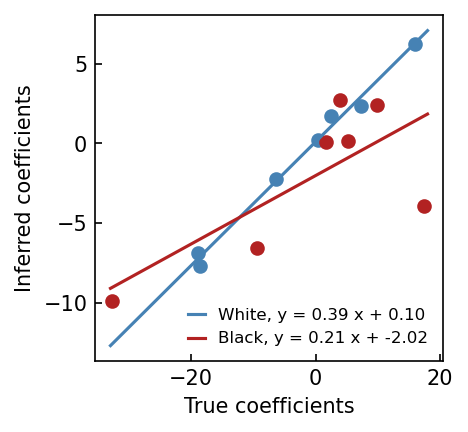 5
0
−5
−10
Inferred coefficients
White, y = 0.39 x + 0.10
Black, y = 0.21 x + -2.02
−20
0
20
True coefficients